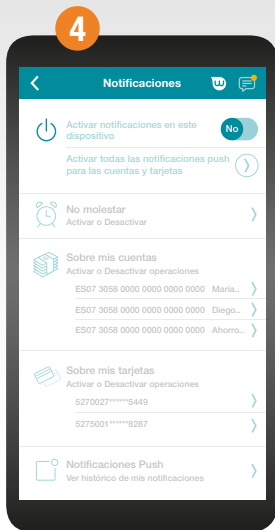 4
Notificaciones
Activar notificaciones en este
dispositivo
No
Activar todas las notificaciones push
para las cuentas y tarjetas
No molestar
Activar o Desactivar
Sobre mis cuentas
Activar o Desactivar operaciones
ES07 3058 0000 0000 0000 0000 María..
ES07 3058 0000 0000 0000 0000 Diego..
ES07 3058 0000 0000 0000 0000 Ahorro..
Sobre mis tarjetas
Activar o Desactivar operaciones
5270027******5449
5275001******8287
Notificaciones Push
Ver histórico de mis notificaciones